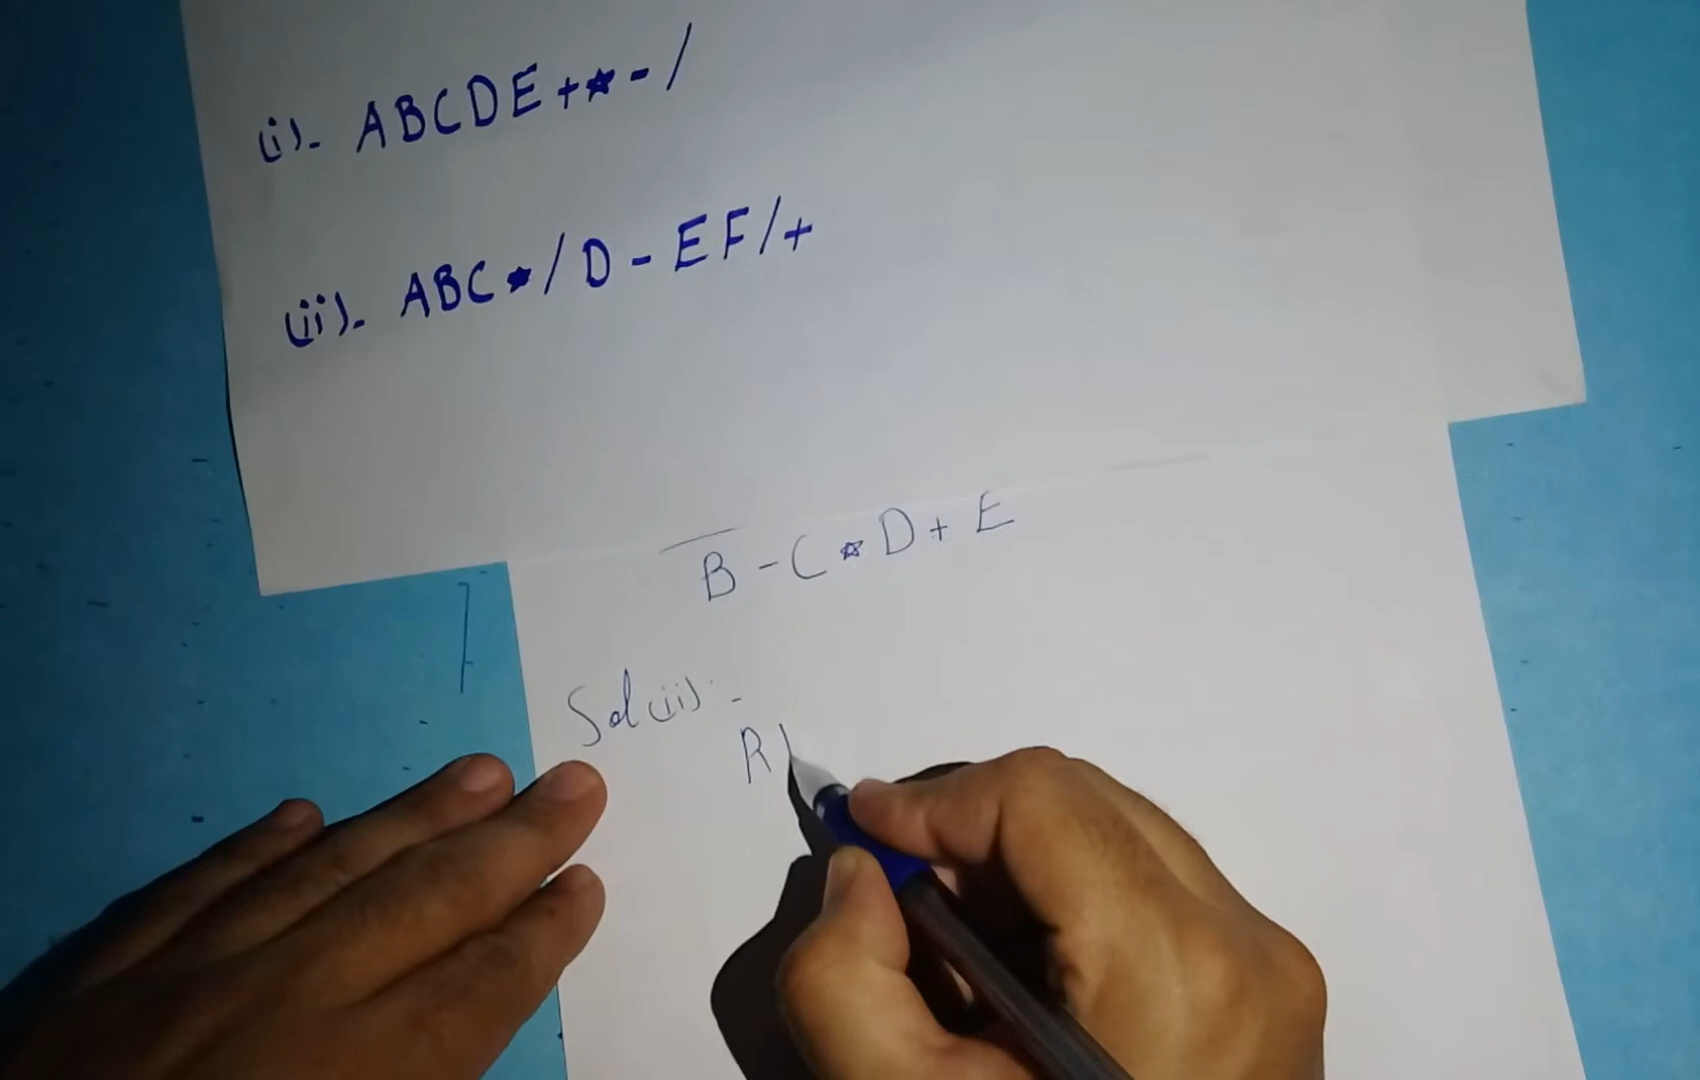 (i)- ABCDE+*-/
(ii)- ABC*/D-EF/+
B-C*D+E
Sol(ii):-
R